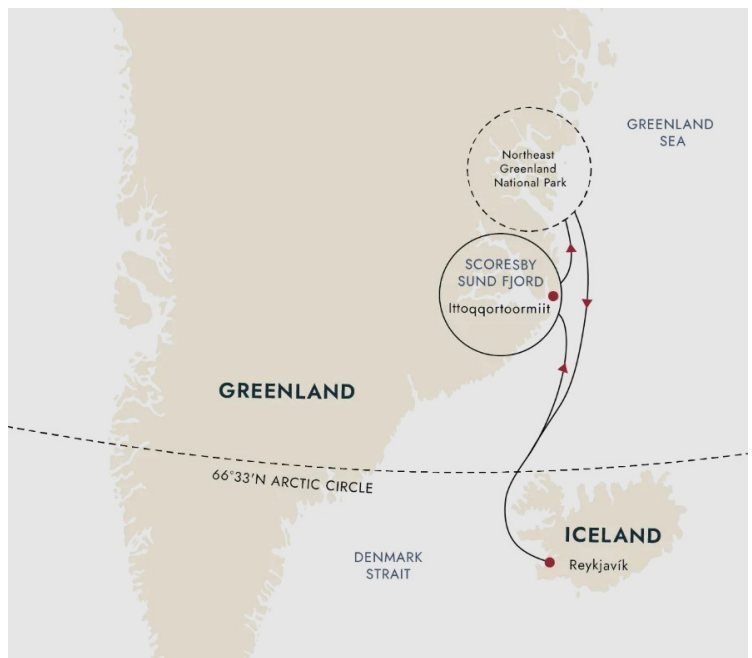 GREENLAND
SEA
Northeast
Greenland
National Park
SCORESBY
SUND FJORD
Ittoqqortoormiit
GREENLAND
66°33'N ARCTIC CIRCLE
ICELAND
Reykjavík
DENMARK
STRAIT